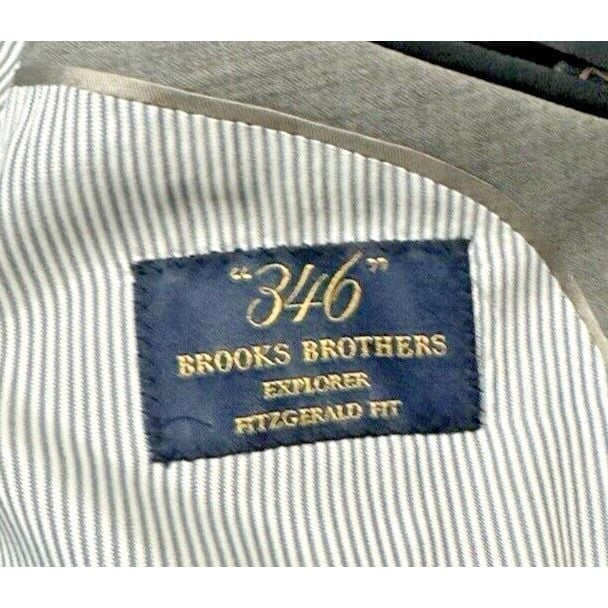 "346"
BROOKS BROTHERS
EXPLORER
FITZGERALD FIT